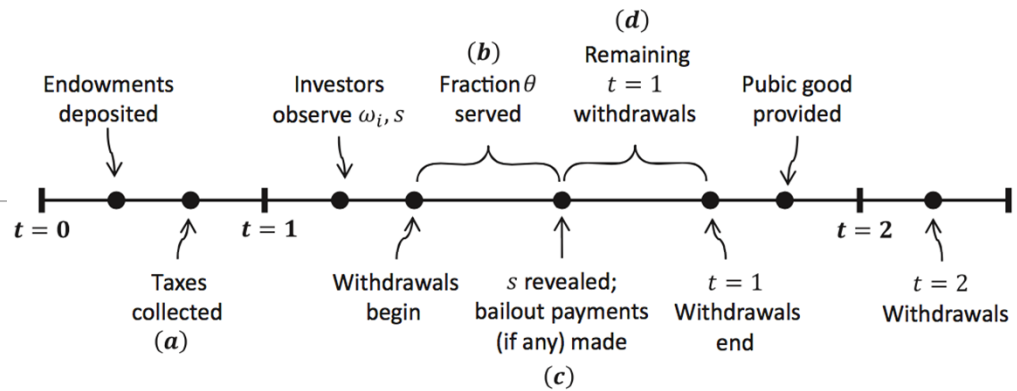 (d)
(b)
Remaining
Endowments
Investors
Fraction θ
t = 1
Pubic good
deposited
observe ωᵢ, s
served
withdrawals
provided
t = 0
t = 1
t = 2
Taxes
collected
(a)
Withdrawals
begin
s revealed;
bailout payments
(if any) made
(c)
t = 1
Withdrawals
end
t = 2
Withdrawals